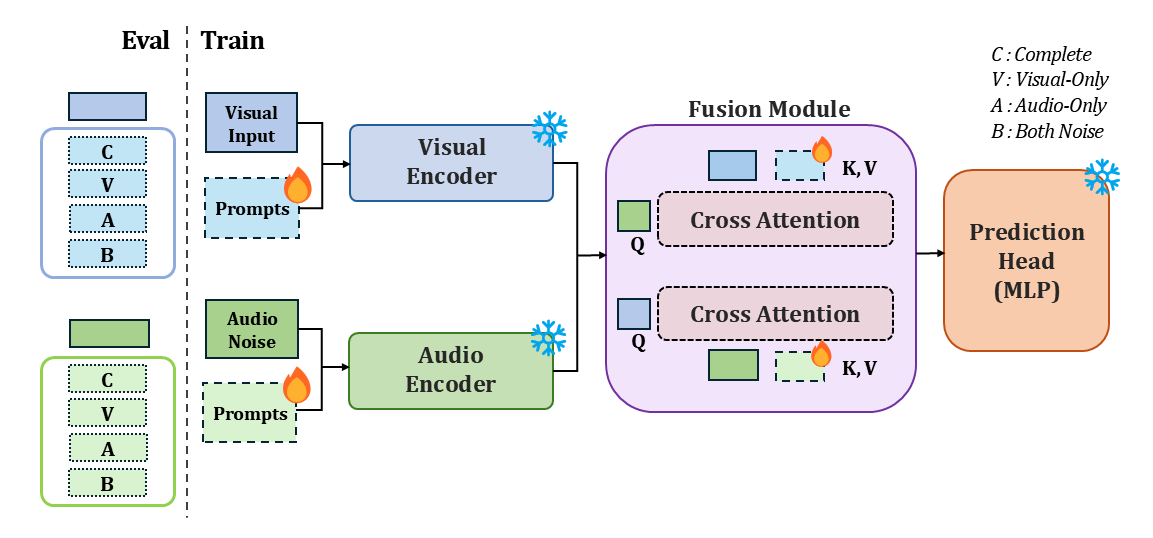 Eval
Train
C : Complete
V : Visual-Only
A : Audio-Only
B : Both Noise
C
V
A
B
Visual
Input
Prompts
Visual
Encoder
C
V
A
B
Audio
Noise
Prompts
Audio
Encoder
Fusion Module
K, V
Cross Attention
Q
Cross Attention
Q
K, V
Prediction
Head
(MLP)